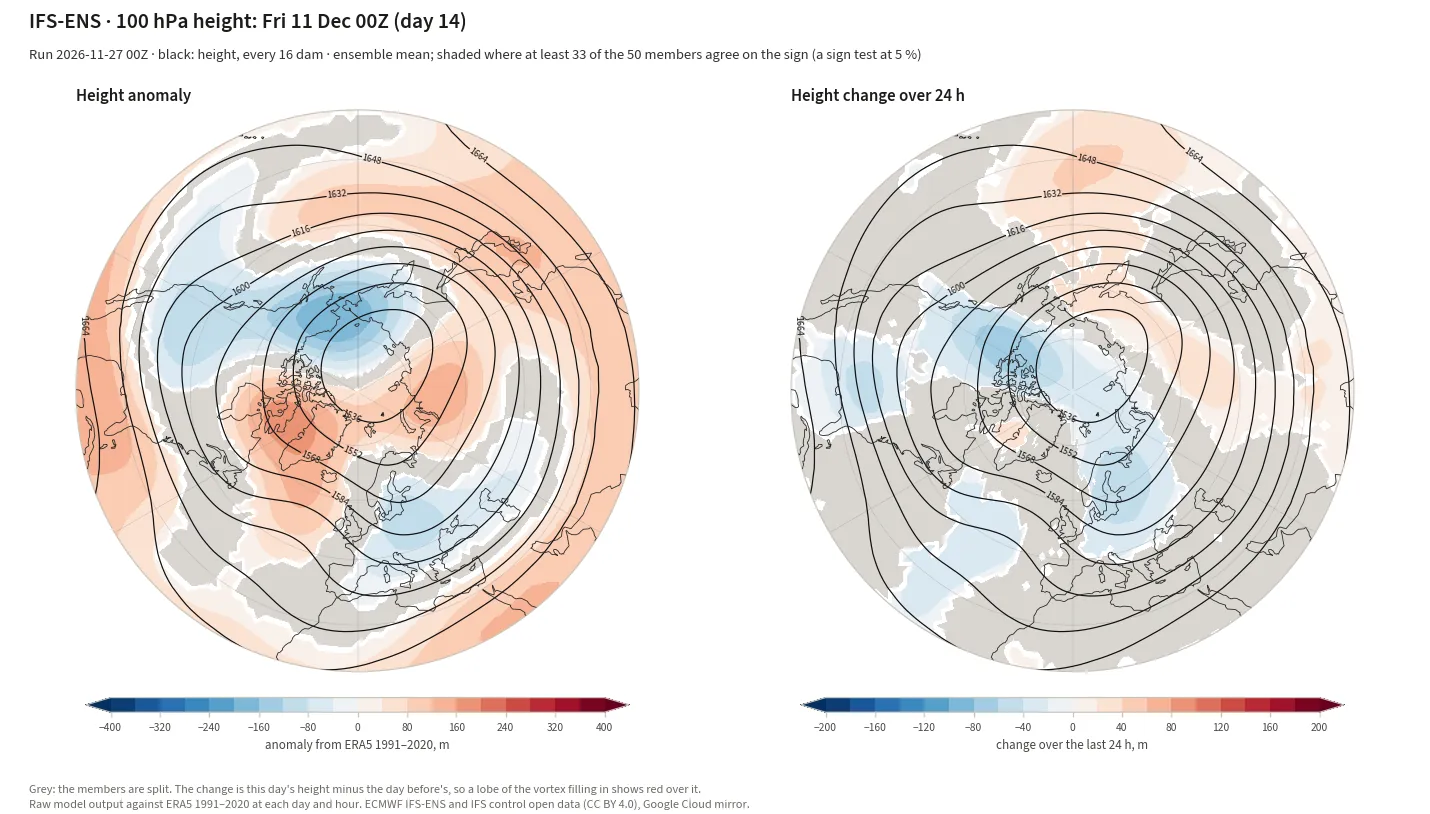 IFS-ENS · 100 hPa height: Fri 11 Dec 00Z (day 14)
Run 2026-11-27 00Z · black: height, every 16 dam · ensemble mean; shaded where at least 33 of the 50 members agree on the sign (a sign test at 5 %)
Height anomaly
Height change over 24 h
1664
1648
1632
1616
1600
1664
1536
1552
1568
1584
1664
1648
1632
1616
1600
1664
1536
1552
1568
1584
−400 −320 −240 −160 −80 0 80 160 240 320 400
anomaly from ERA5 1991–2020, m
−200 −160 −120 −80 −40 0 40 80 120 160 200
change over the last 24 h, m
Grey: the members are split. The change is this day's height minus the day before's, so a lobe of the vortex filling in shows red over it.
Raw model output against ERA5 1991–2020 at each day and hour. ECMWF IFS-ENS and IFS control open data (CC BY 4.0), Google Cloud mirror.